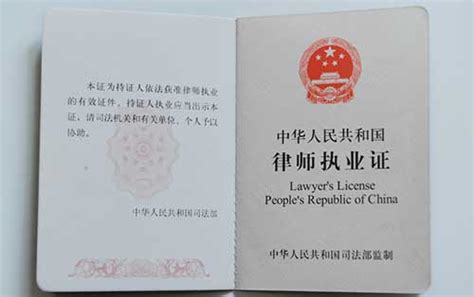 本证为持证人依法获准律师执业
的有效证件。持证人执业应当出示本
证，请司法机关和有关单位、个人予以
协助。
中华人民共和国司法部
中华人民共和国
律师执业证
Lawyer's License
People's Republic of China
中华人民共和国司法部监制